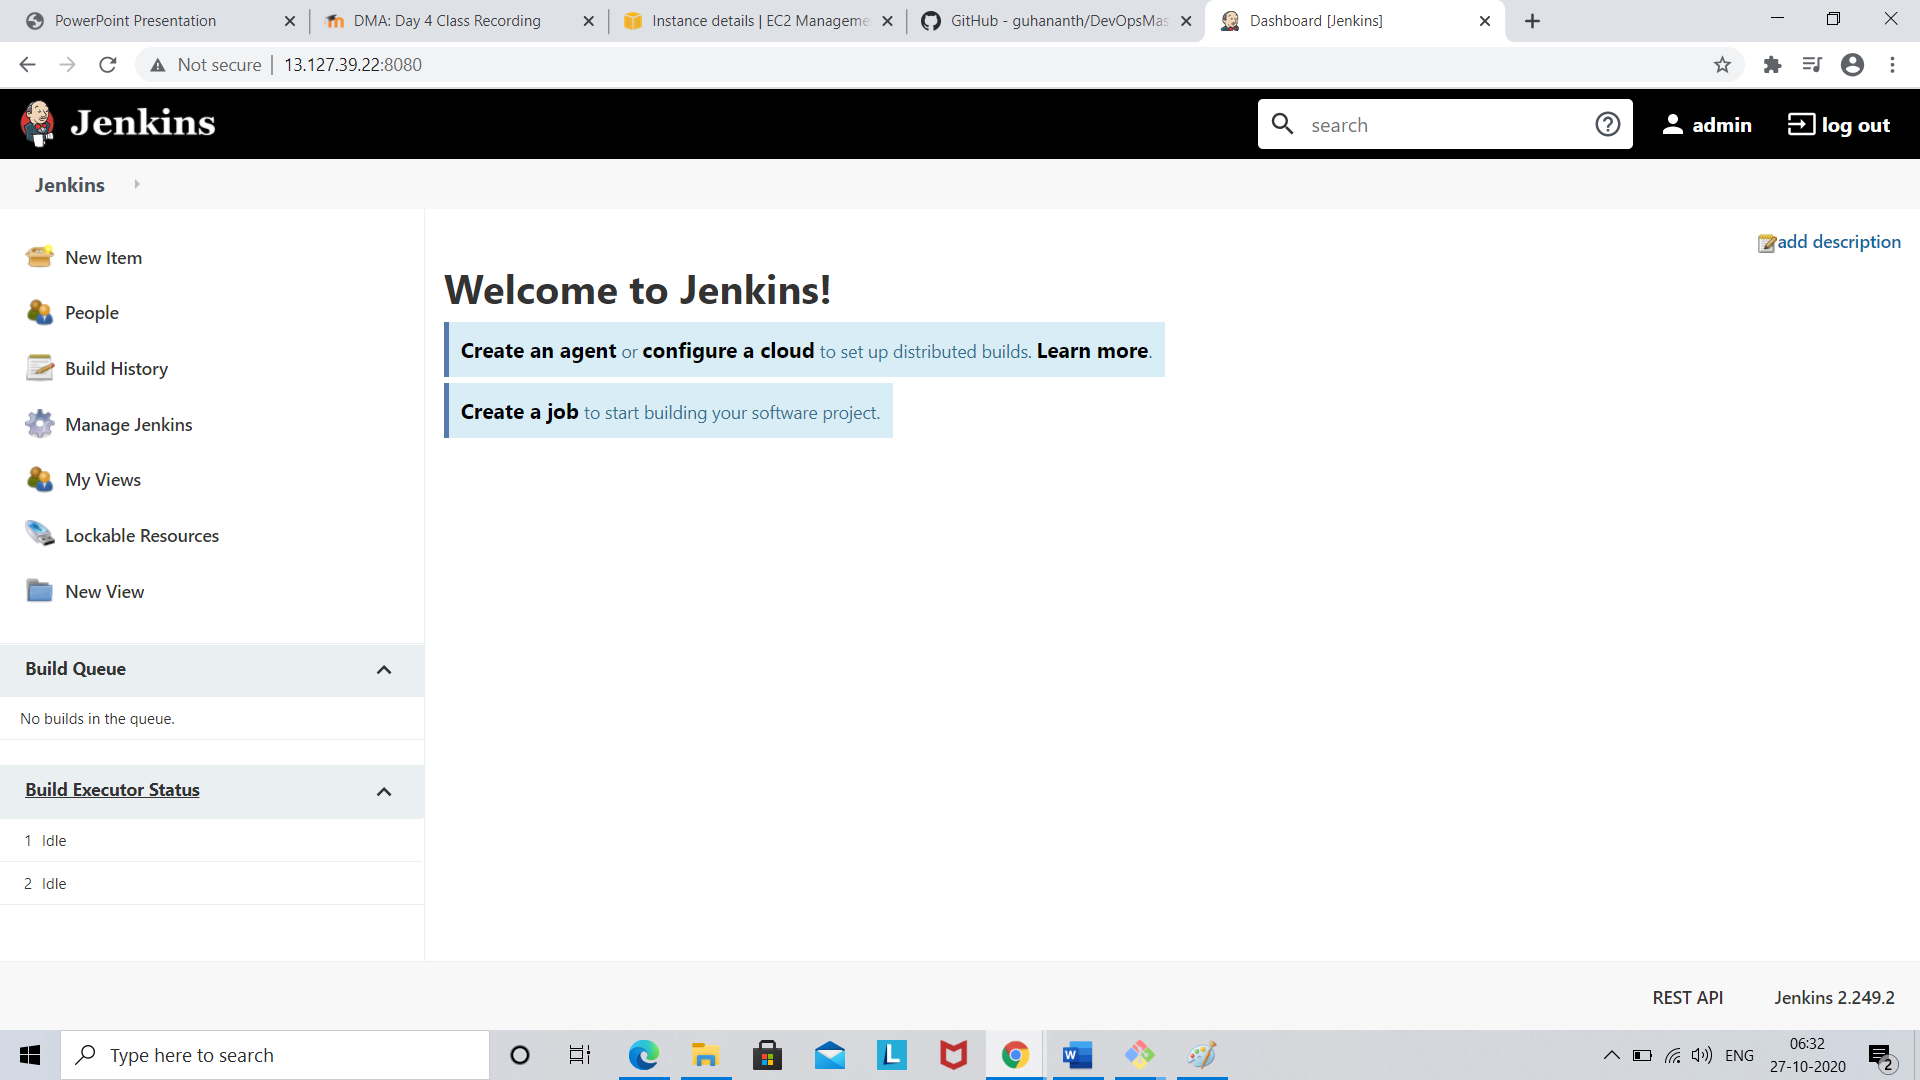 PowerPoint Presentation
DMA: Day 4 Class Recording
Instance details | EC2 Manageme
GitHub - guhananth/DevOpsMas
Dashboard [Jenkins]
Not secure | 13.127.39.22:8080
Jenkins
search
admin
log out
Jenkins
add description
New Item
People
Build History
Manage Jenkins
My Views
Lockable Resources
New View
Welcome to Jenkins!
Create an agent or configure a cloud to set up distributed builds. Learn more.
Create a job to start building your software project.
Build Queue
No builds in the queue.
Build Executor Status
1 Idle
2 Idle
REST API
Jenkins 2.249.2
Type here to search
L
W
ENG
06:32
27-10-2020
2